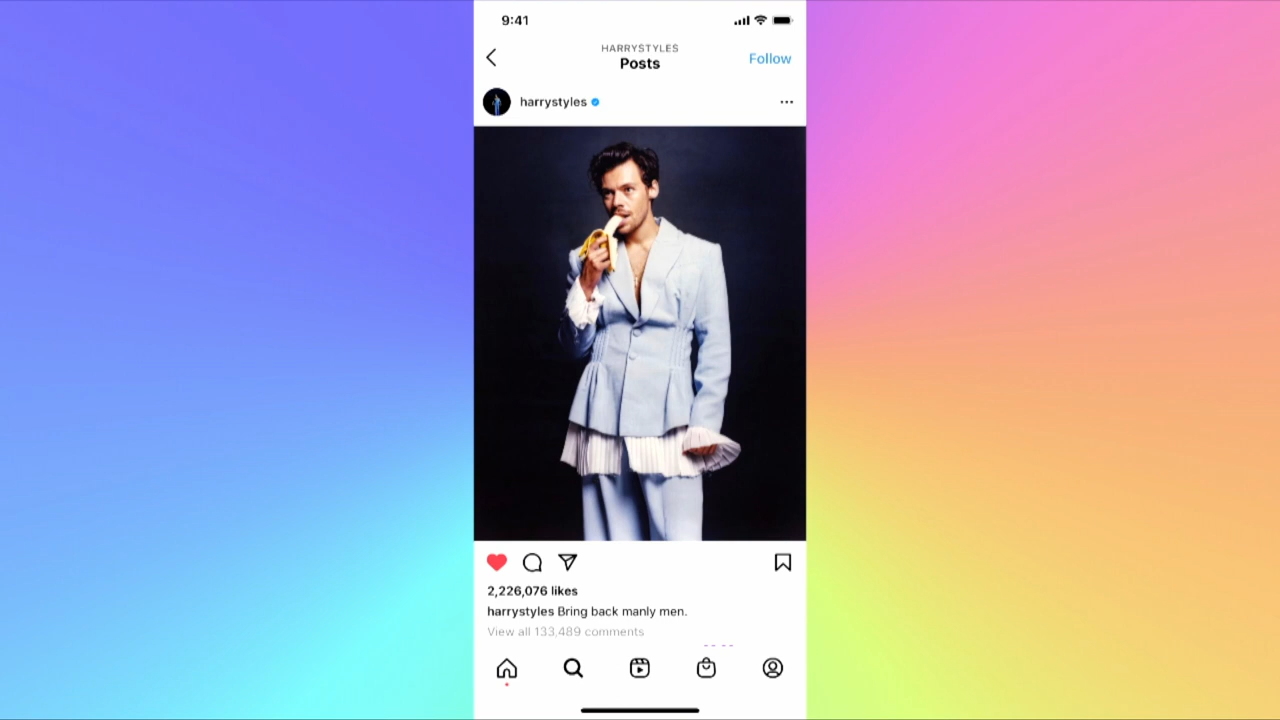 9:41
HARRYSTYLES
Posts
Follow
harrystyles
2,226,076 likes
harrystyles Bring back manly men.
View all 133,489 comments